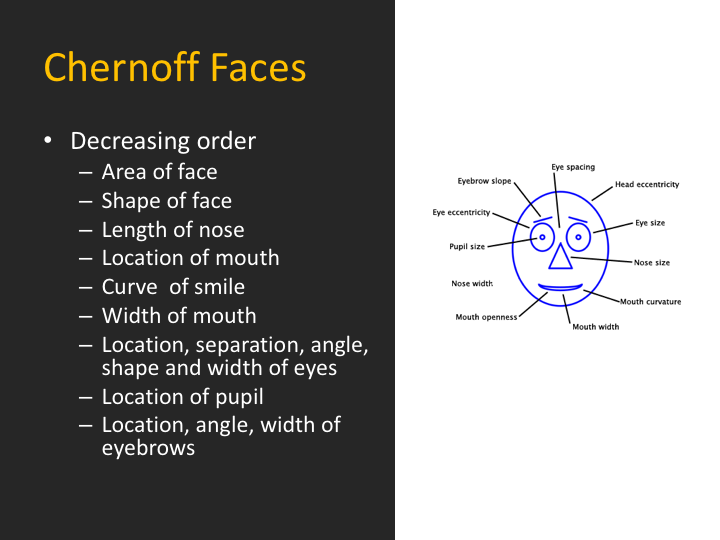 Chernoff Faces
• Decreasing order
– Area of face
– Shape of face
– Length of nose
– Location of mouth
– Curve  of smile
– Width of mouth
– Location, separation, angle,
shape and width of eyes
– Location of pupil
– Location, angle, width of
eyebrows
Eye spacing
Eyebrow slope
Head eccentricity
Eye eccentricity
Eye size
Pupil size
Nose size
Nose width
Mouth curvature
Mouth openness
Mouth width